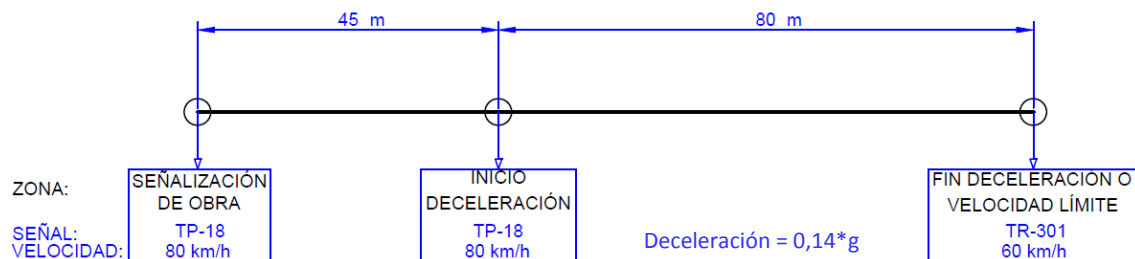 45 m
80 m
ZONA:
SEÑALIZACIÓN
DE OBRA
INICIO
DECELERACIÓN
FIN DECELERACIÓN O
VELOCIDAD LÍMITE
SEÑAL:
TP-18
TP-18
TR-301
VELOCIDAD:
80 km/h
80 km/h
60 km/h
Deceleración = 0,14*g